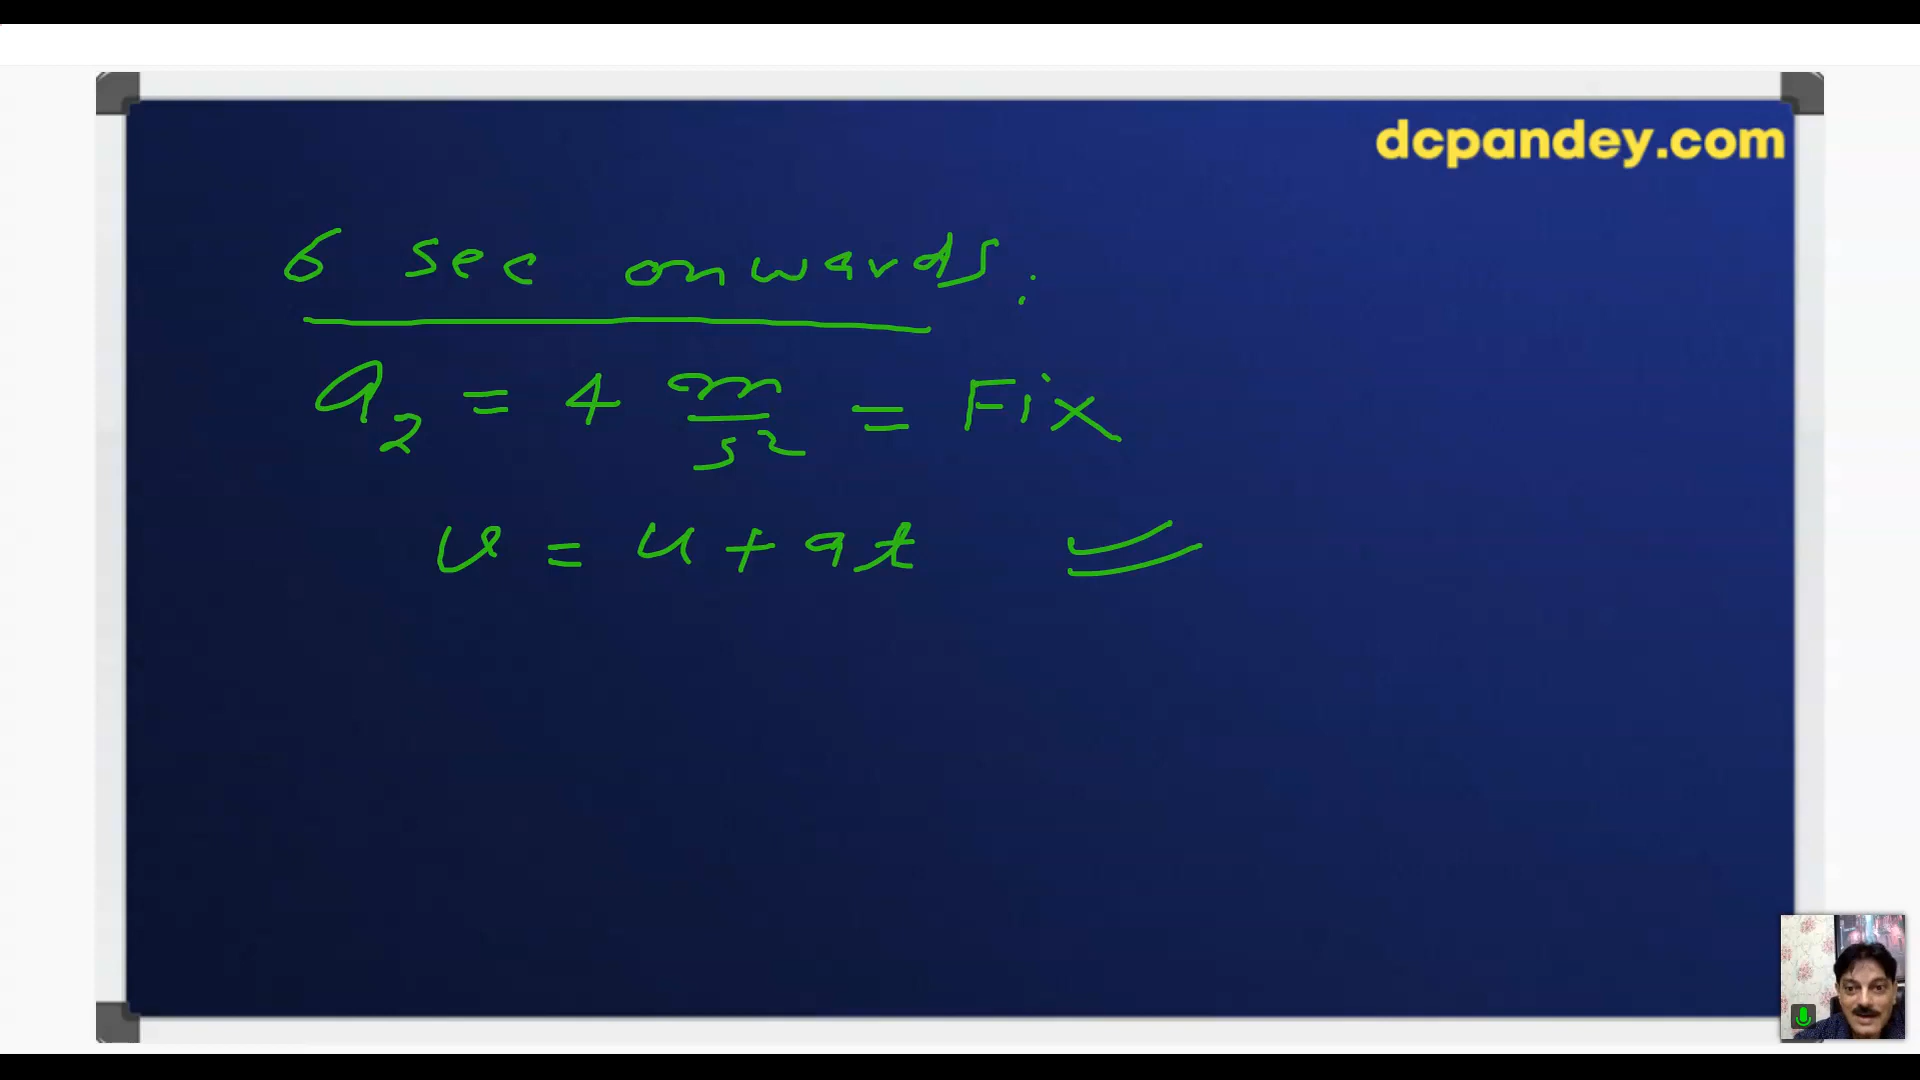 dcpandey.com
6 sec onwards:
a₂ = 4 m/s² = Fix
v = u + at